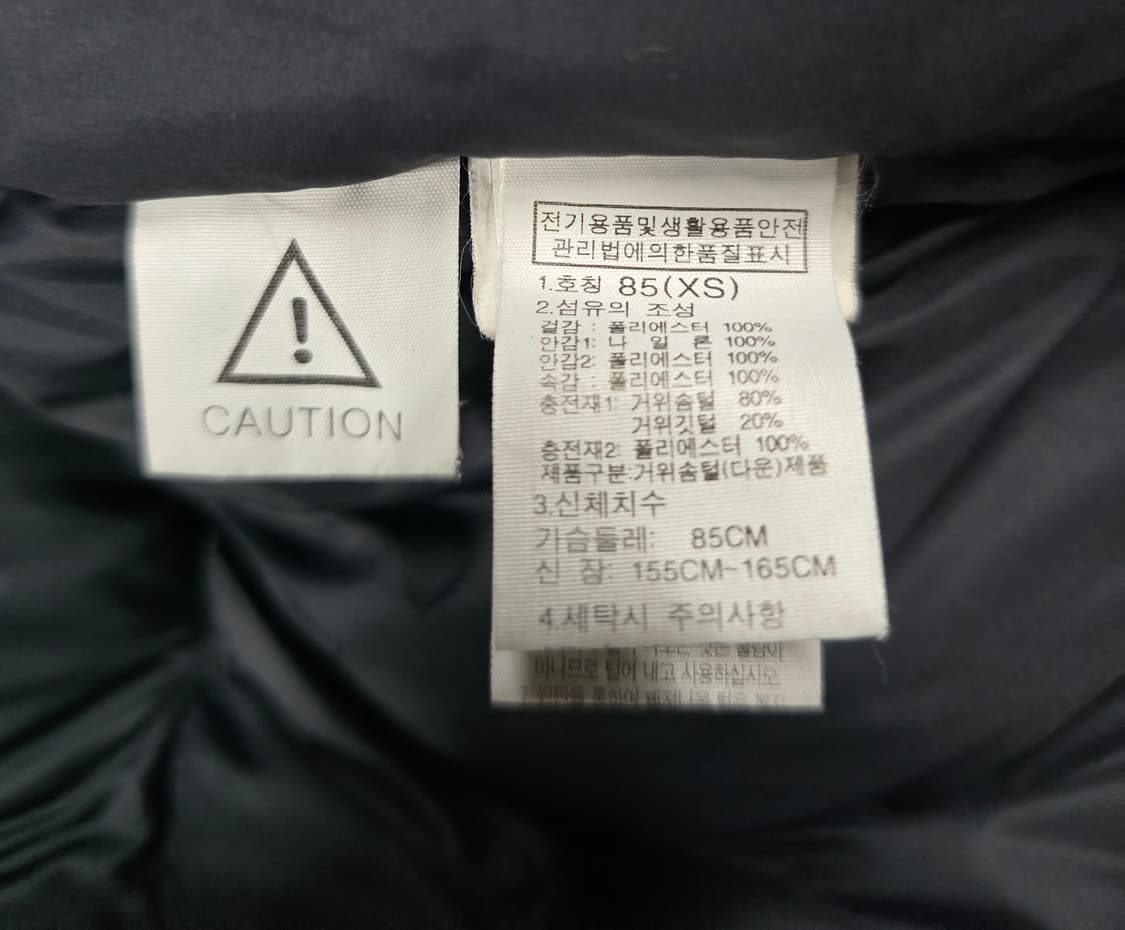 CAUTION
전기용품및생활용품안전
관리법에의한품질표시
1.호칭 85(XS)
2.섬유의 조성
겉감 : 폴리에스터 100%
안감1: 나 일 론 100%
안감2: 폴리에스터 100%
속감 : 폴리에스터 100%
충전재1: 거위솜털 80%
거위깃털 20%
충전재2: 폴리에스터 100%
제품구분:거위솜털(다운)제품
3.신체치수
가슴둘레: 85CM
신 장: 155CM~165CM
4.세탁시 주의사항
아니므로 털어 내고 사용하십시오